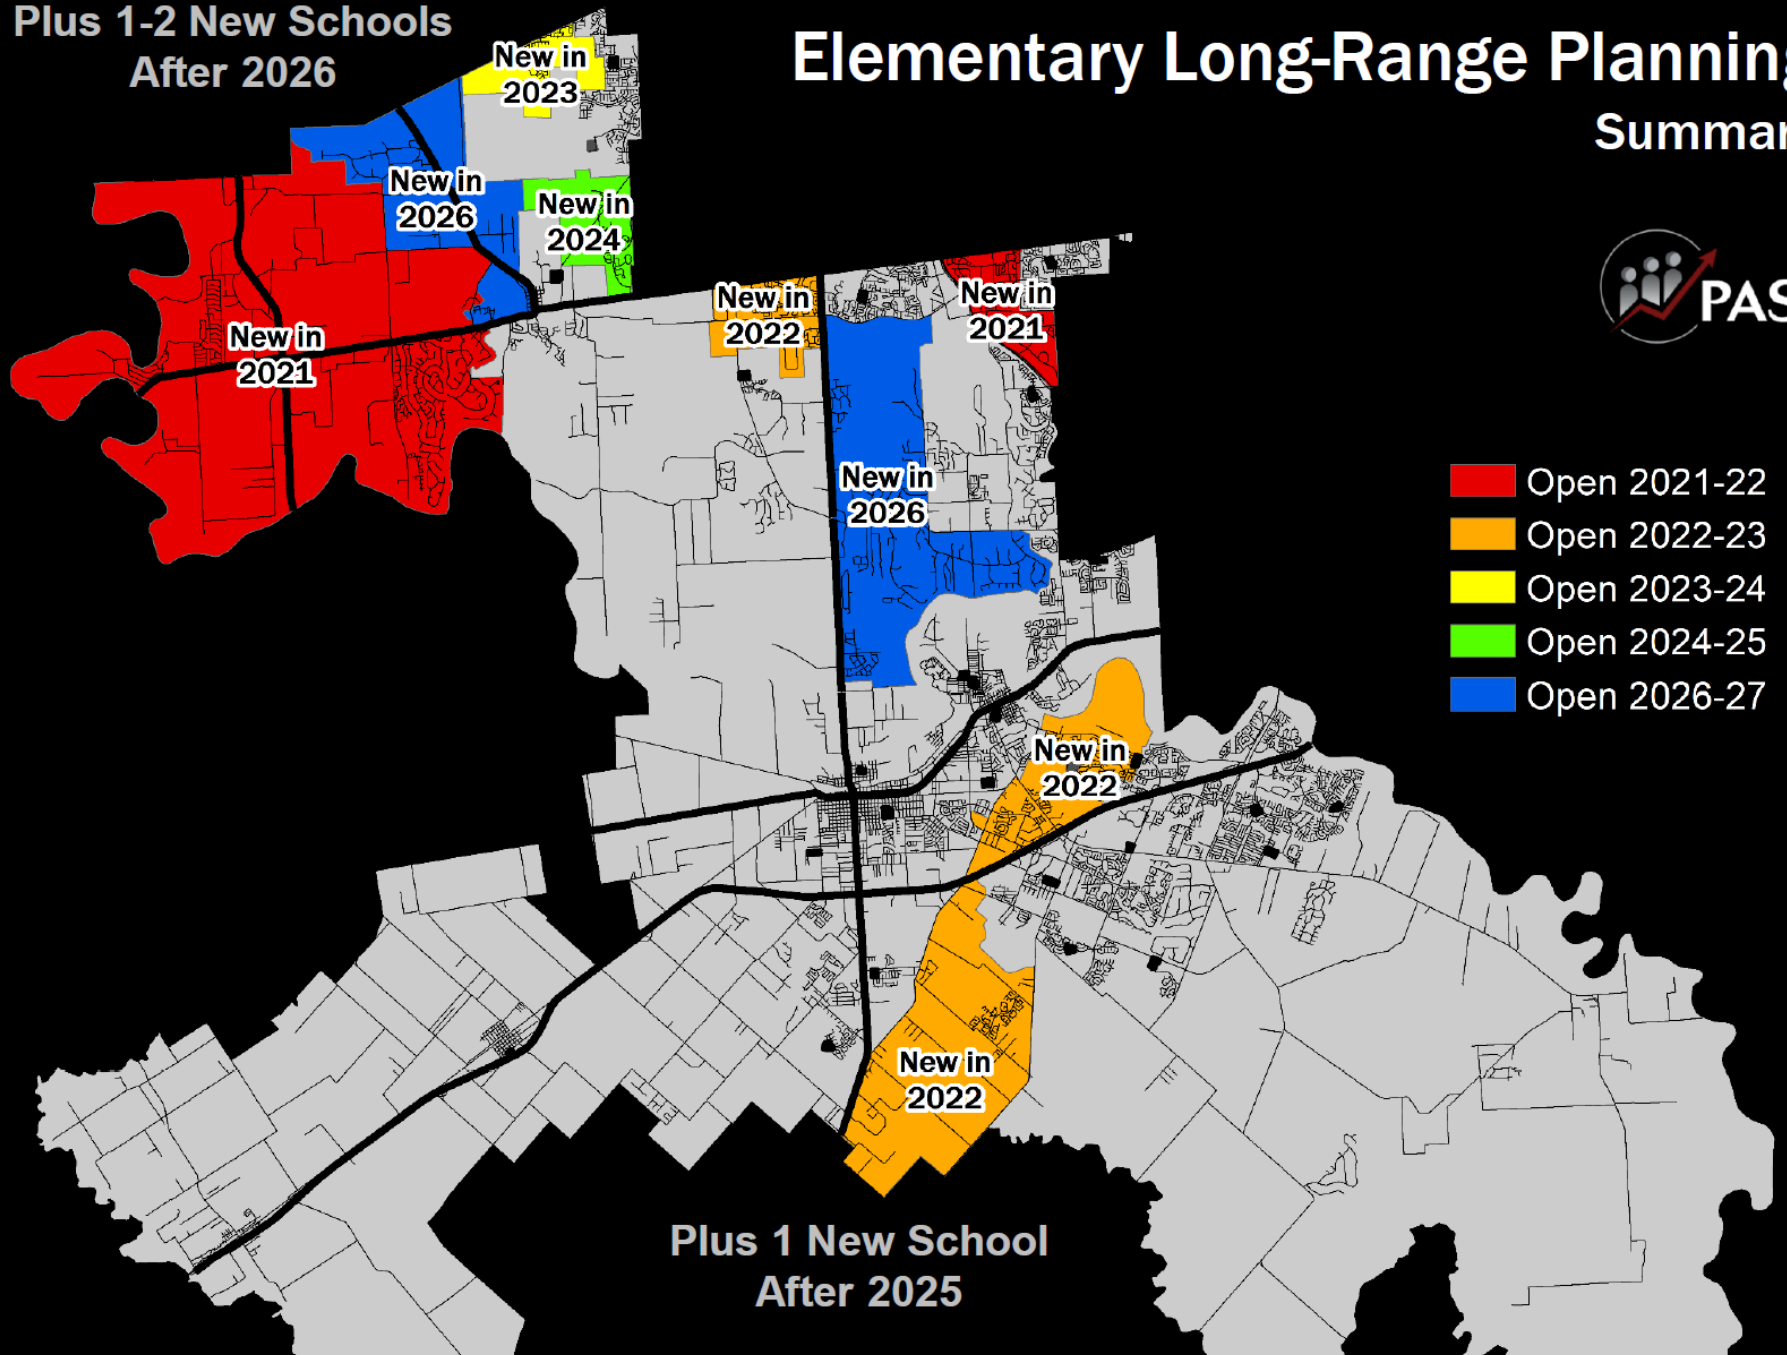 Plus 1-2 New Schools
After 2026
Elementary Long-Range Planning
Summar
New in
2023
New in
2026
New in
2024
New in
2021
New in
2022
New in
2021
PAS
New in
2026
Open 2021-22
Open 2022-23
Open 2023-24
Open 2024-25
Open 2026-27
New in
2022
New in
2022
Plus 1 New School
After 2025